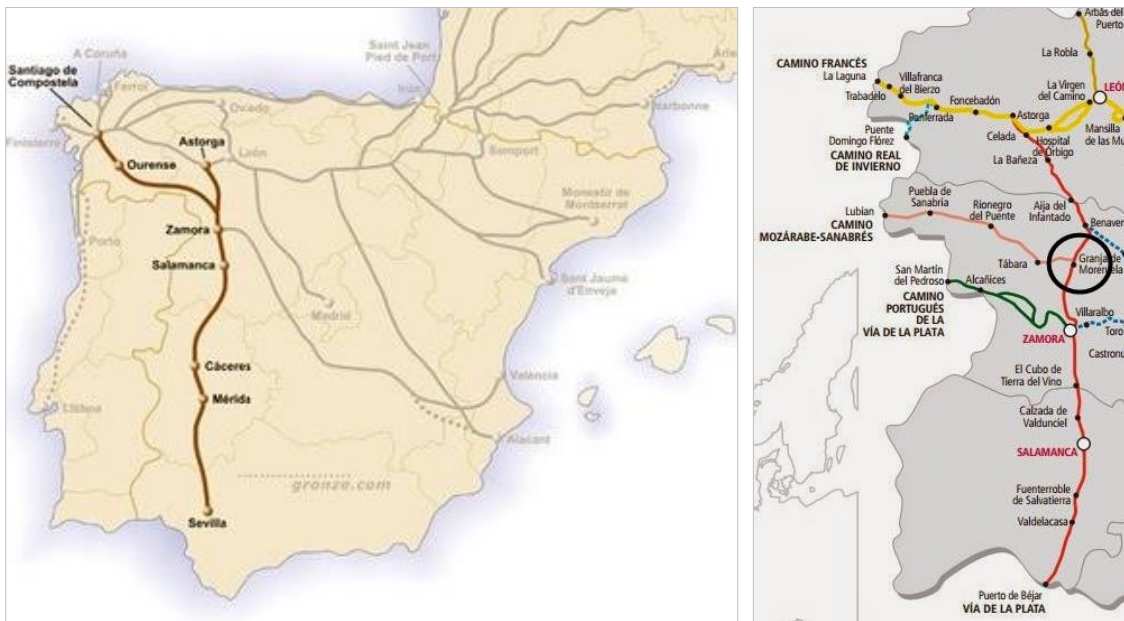 Saint Jean
Pied de Port
A Coruña
Santiago de
Compostela
Ferrol
Irún
Oviedo
Narbonne
Finisterre
Astorga
León
Somport
Ourense
Monestir de
Montserrat
Zamora
Porto
Salamanca
Sant Jaume
d'Enveja
Madrid
Cáceres
València
Mérida
Lisboa
Alacant
gronze.com
Sevilla
Arbás del
Puerto
La Robla
CAMINO FRANCÉS
La Laguna
Villafranca
del Bierzo
Trabadelo
Foncebadón
Ponferrada
La Virgen
del Camino
LEÓN
Astorga
Puente
Domingo Flórez
CAMINO REAL
DE INVIERNO
Celada
Hospital
de Órbigo
Mansilla
de las Mu
La Bañeza
Puebla de
Sanabria
Rionegro
del Puente
Aija del
Infantado
Lubian
CAMINO
MOZÁRABE-SANABRÉS
Benaven
Tábara
Granja de
Moreruela
San Martín
del Pedroso
Alcañices
CAMINO
PORTUGUÉS
DE LA
VÍA DE LA PLATA
Villaralbo
Toro
ZAMORA
Castronu
El Cubo de
Tierra del Vino
Calzada de
Valdunciel
SALAMANCA
Fuenterroble
de Salvatierra
Valdelacasa
Puerto de Béjar
VÍA DE LA PLATA